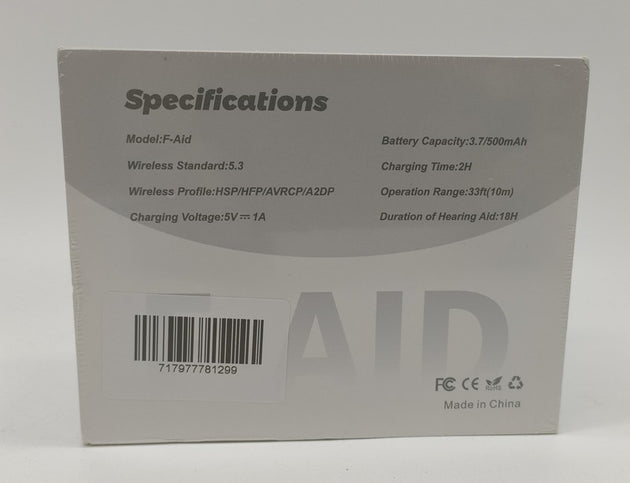 Specifications
Model:F-Aid
Wireless Standard:5.3
Wireless Profile:HSP/HFP/AVRCP/A2DP
Charging Voltage:5V⎓1A
Battery Capacity:3.7/500mAh
Charging Time:2H
Operation Range:33ft(10m)
Duration of Hearing Aid:18H
AID
717977781299
FC CE RoHS
Made in China